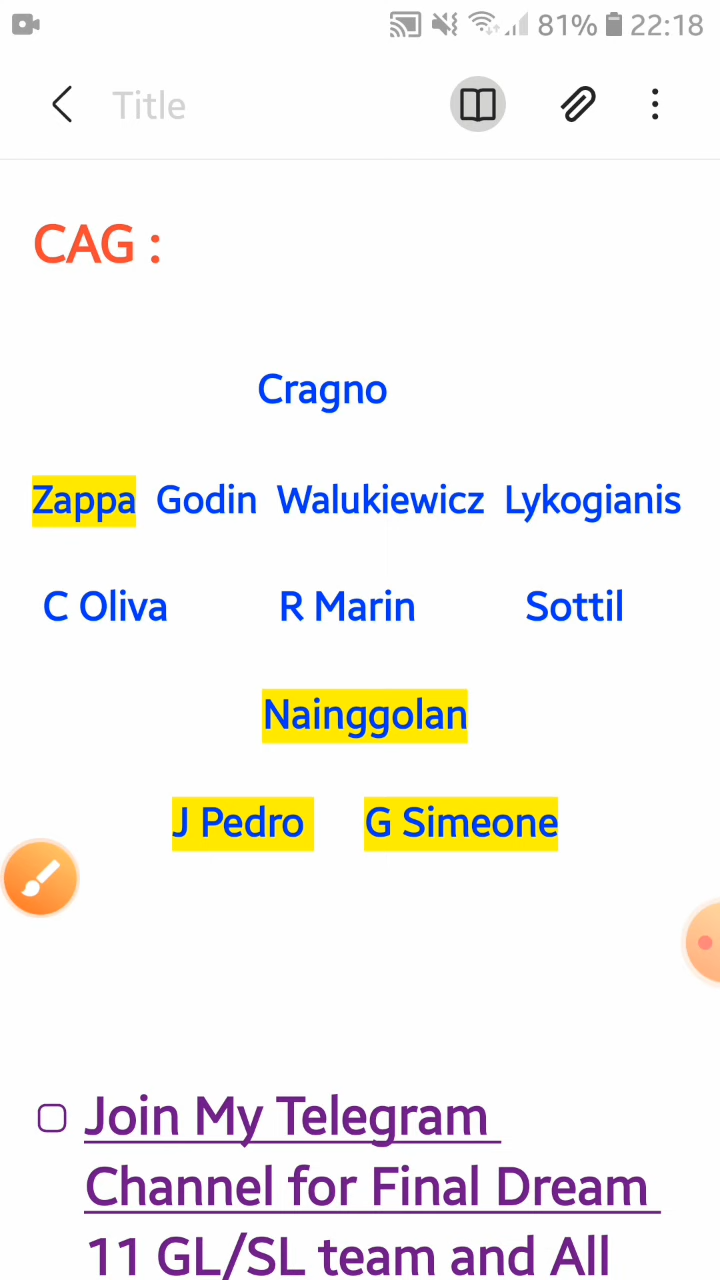 81% 22:18
Title
CAG :
Cragno
Zappa Godin Walukiewicz Lykogianis
C Oliva R Marin Sottil
Nainggolan
J Pedro G Simeone
Join My Telegram
Channel for Final Dream
11 GL/SL team and All